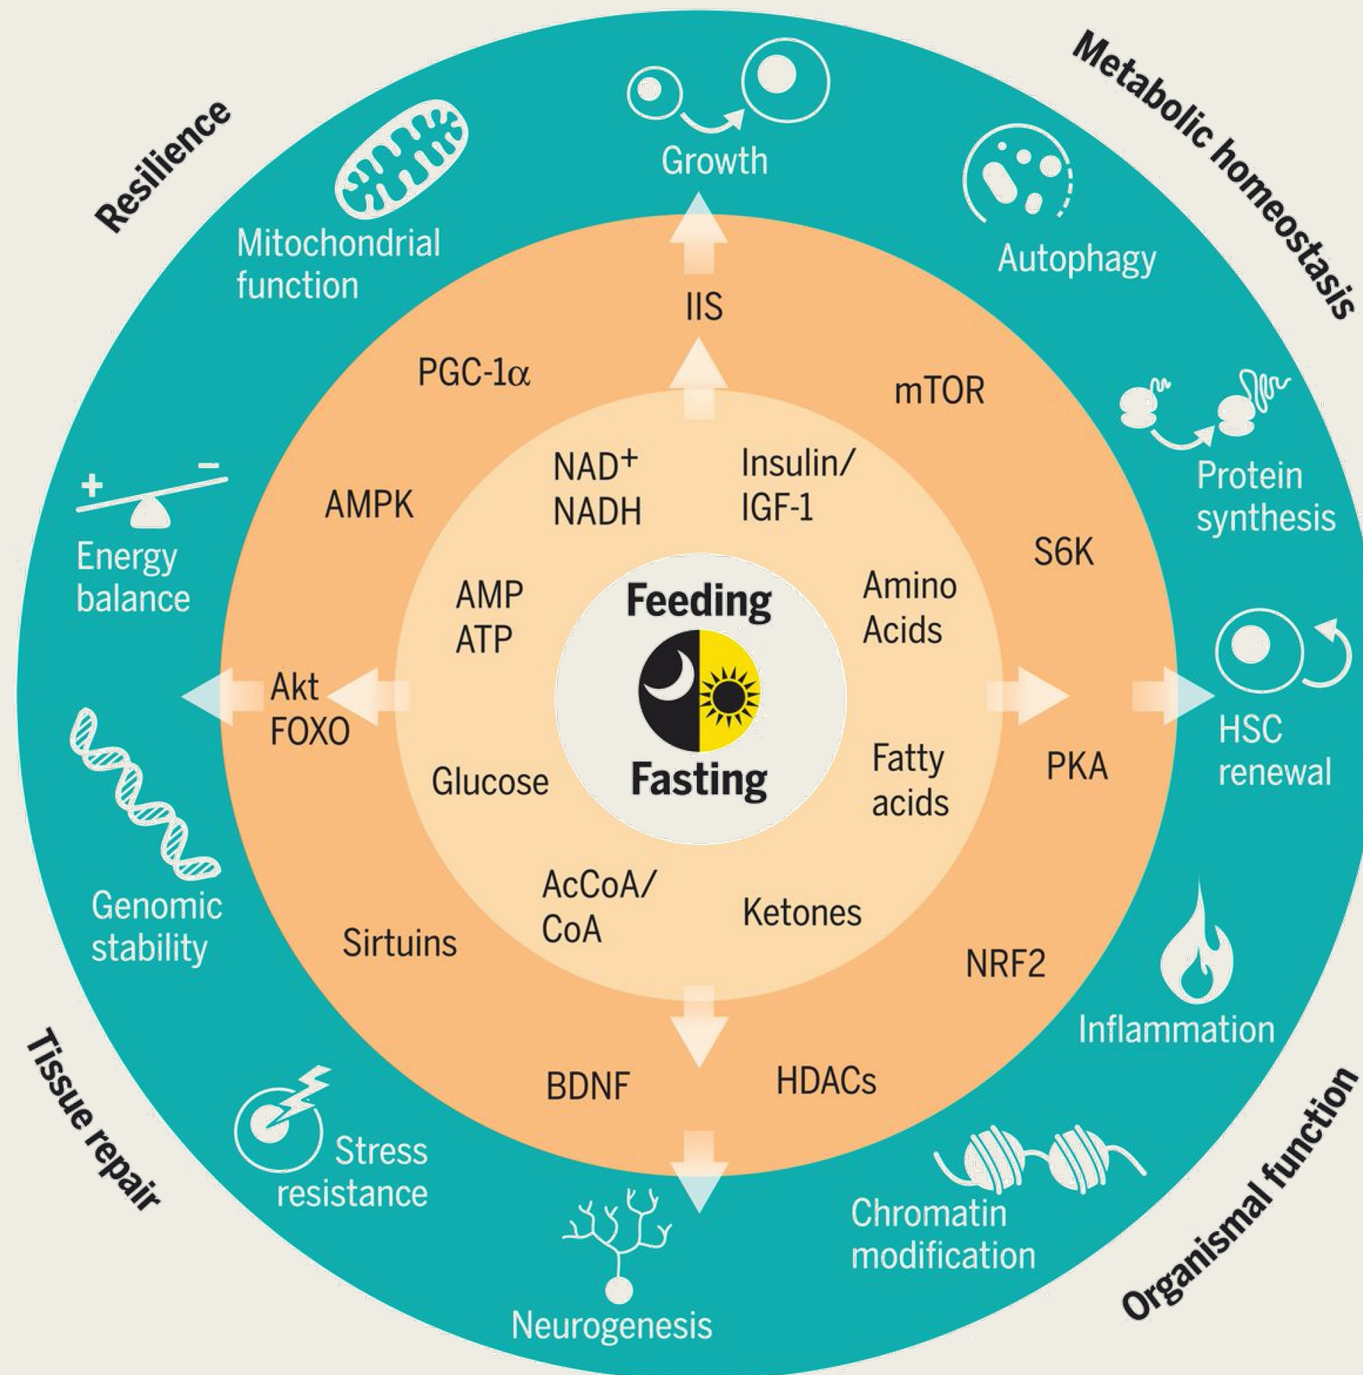 Resilience
Metabolic homeostasis
Growth
Mitochondrial
function
Autophagy
IIS
PGC-1α
mTOR
Protein
synthesis
NAD+
NADH
Insulin/
IGF-1
AMPK
S6K
+
−
Energy
balance
AMP
ATP
Feeding
Amino
Acids
Akt
FOXO
HSC
renewal
Glucose
Fasting
Fatty
acids
PKA
Genomic
stability
AcCoA/
CoA
Ketones
Sirtuins
NRF2
Inflammation
BDNF
HDACs
Tissue repair
Stress
resistance
Chromatin
modification
Organismal function
Neurogenesis